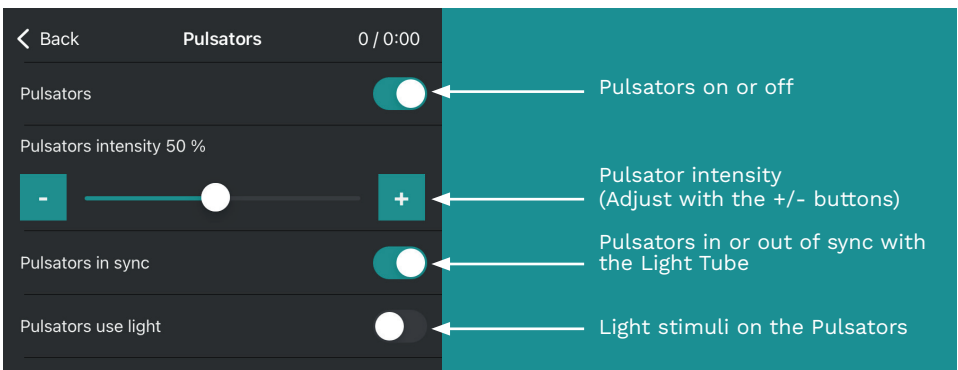 Back Pulsators 0 / 0:00
Pulsators
Pulsators on or off
Pulsators intensity 50 %
- +
Pulsator intensity
(Adjust with the +/- buttons)
Pulsators in sync
Pulsators in or out of sync with
the Light Tube
Pulsators use light
Light stimuli on the Pulsators